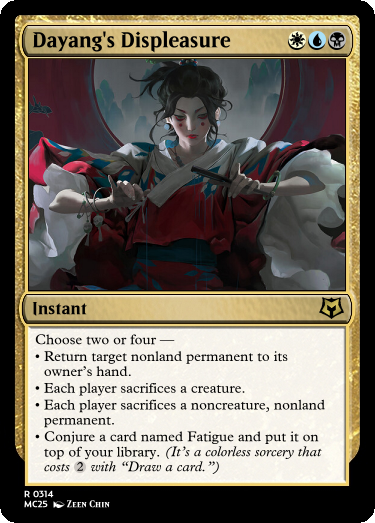 Dayang's Displeasure
Instant
Choose two or four —
• Return target nonland permanent to its
owner's hand.
• Each player sacrifices a creature.
• Each player sacrifices a noncreature, nonland
permanent.
• Conjure a card named Fatigue and put it on
top of your library. (It's a colorless sorcery that
costs 2 with “Draw a card.”)
R 0314
MC25 Zeen Chin